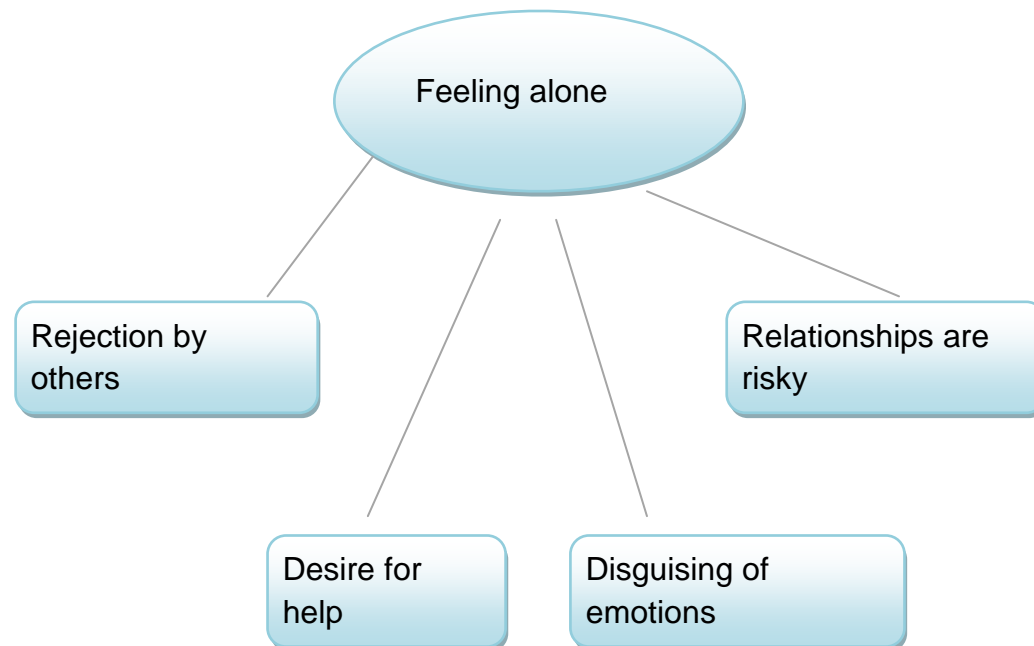 Feeling alone
Rejection by
others
Relationships are
risky
Desire for
help
Disguising of
emotions